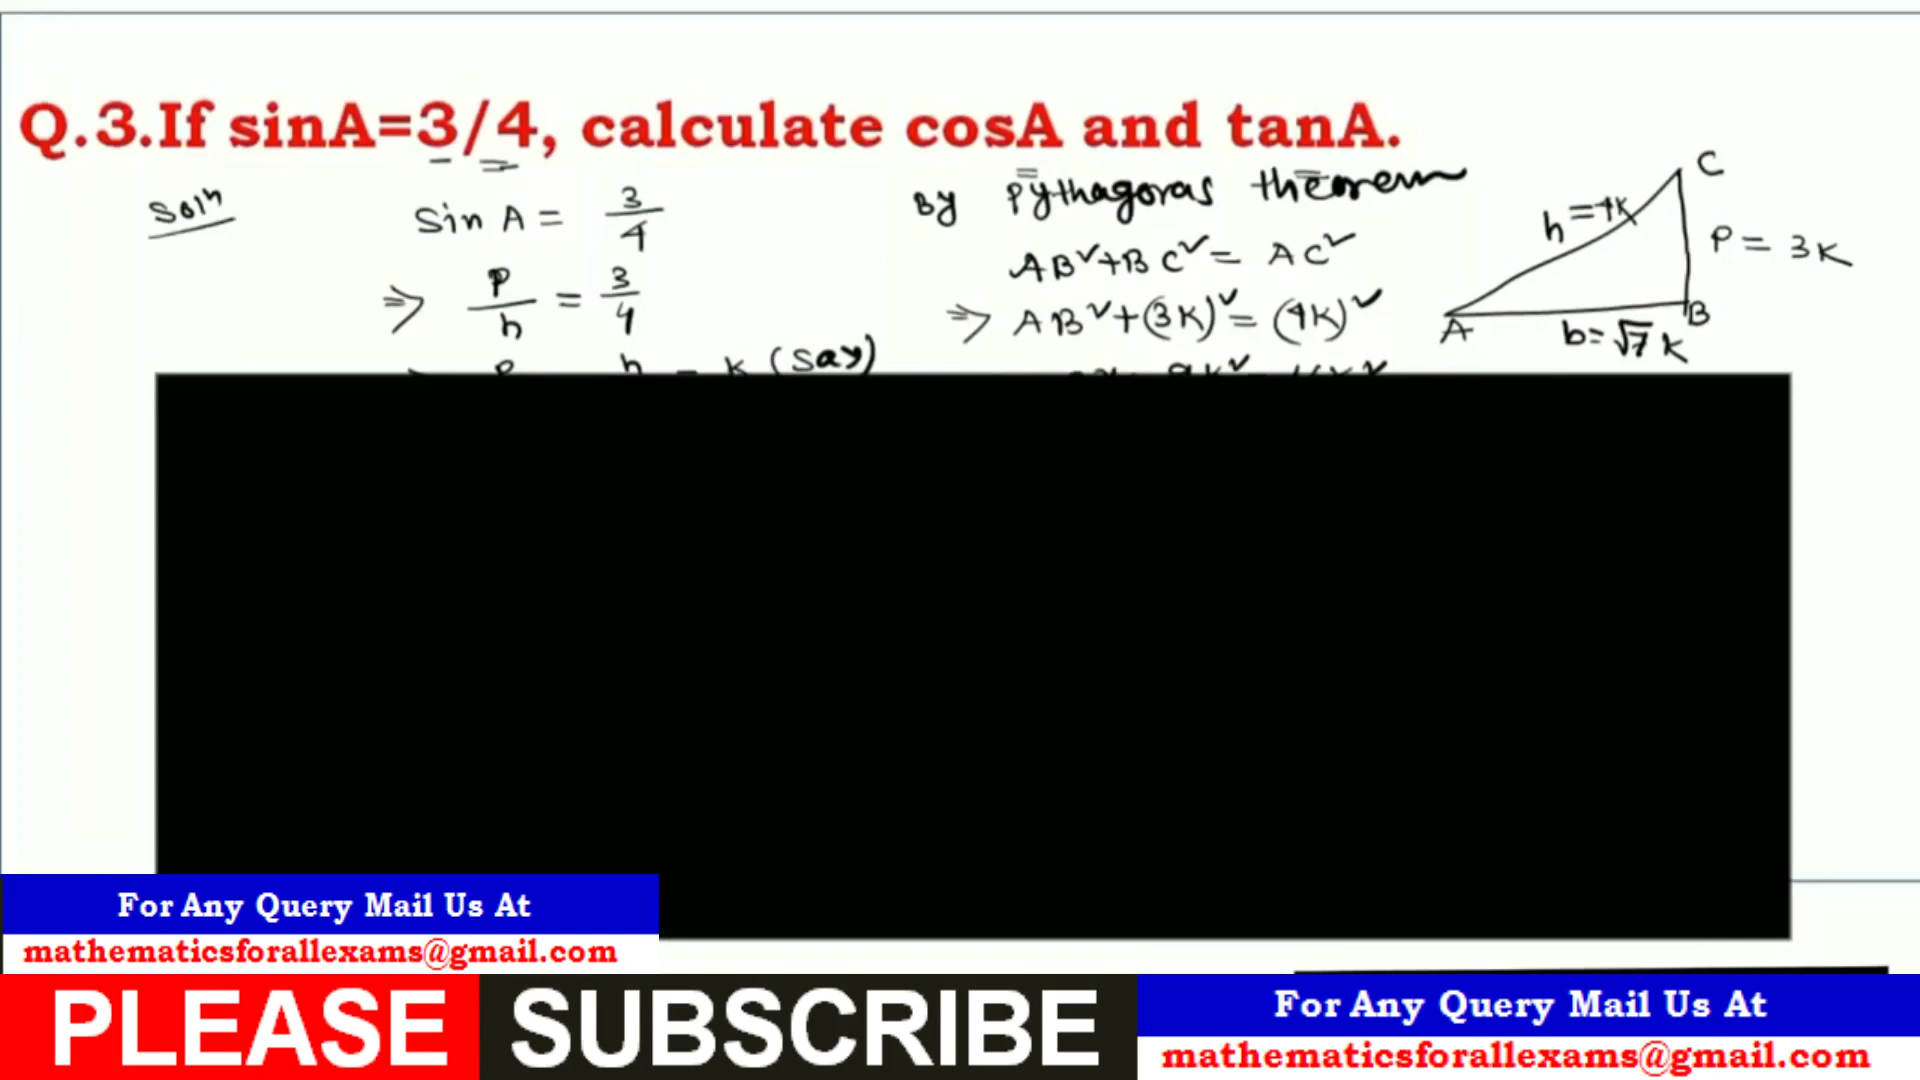 Q.3.If sinA=3/4, calculate cosA and tanA.
Soln
Sin A = 3/4
⇒ P/h = 3/4
h = k (say)
By Pythagoras theorem
AB²+BC² = AC²
⇒ AB²+(3K)² = (4K)²
C
h=4K
P = 3K
A
B
b=√7 K
For Any Query Mail Us At
mathematicsforallexams@gmail.com
PLEASE SUBSCRIBE
For Any Query Mail Us At
mathematicsforallexams@gmail.com